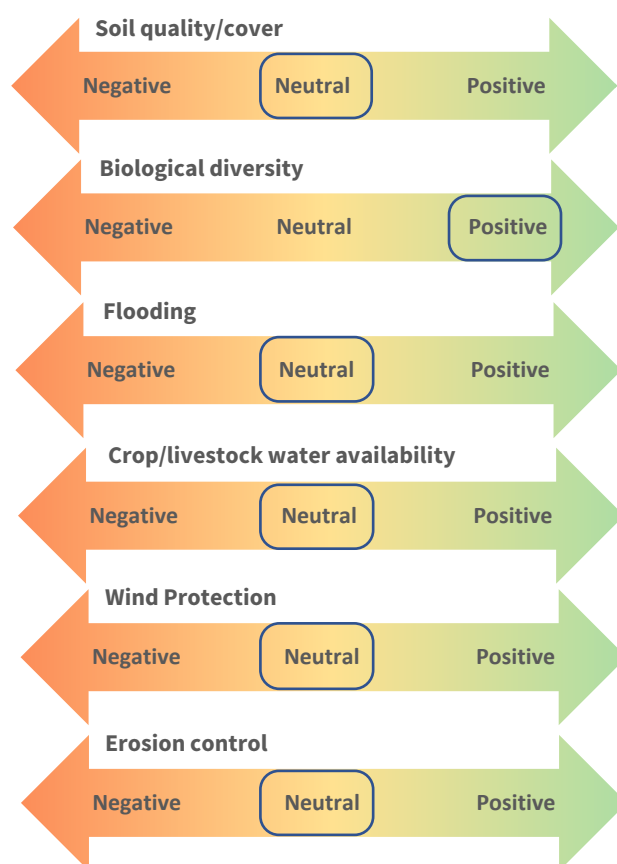 Soil quality/cover
Negative Neutral Positive
Biological diversity
Negative Neutral Positive
Flooding
Negative Neutral Positive
Crop/livestock water availability
Negative Neutral Positive
Wind Protection
Negative Neutral Positive
Erosion control
Negative Neutral Positive